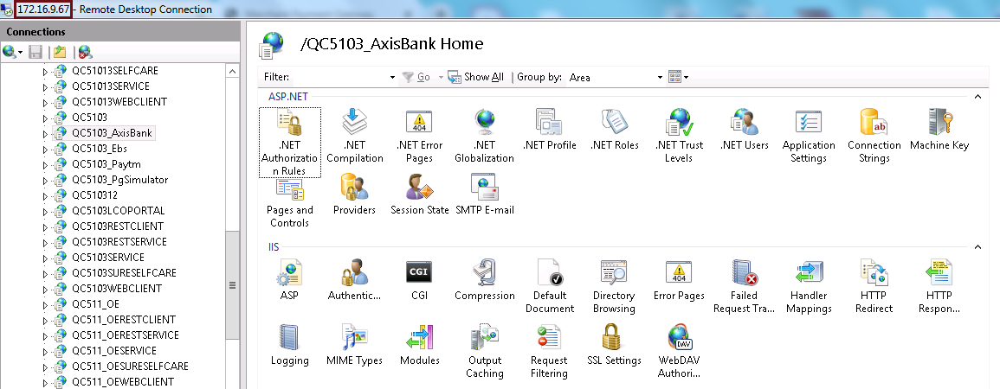 172.16.9.67 - Remote Desktop Connection
Connections
QC51013SELFCARE
QC51013SERVICE
QC51013WEBCLIENT
QC5103
QC5103_AxisBank
QC5103_Ebs
QC5103_Paytm
QC5103_PgSimulator
QC510312
QC5103LCOPORTAL
QC5103RESTCLIENT
QC5103RESTSERVICE
QC5103SERVICE
QC5103SURESELFCARE
QC5103WEBCLIENT
QC511_OE
QC511_OERESTCLIENT
QC511_OERESTSERVICE
QC511_OESERVICE
QC511_OESURESELFCARE
QC511_OEWEBCLIENT
/QC5103_AxisBank Home
Filter: Go Show All Group by: Area
ASP.NET
.NET Authorizatio n Rules
.NET Compilation
.NET Error Pages
.NET Globalization
.NET Profile
.NET Roles
.NET Trust Levels
.NET Users
Application Settings
Connection Strings
Machine Key
Pages and Controls
Providers
Session State
SMTP E-mail
IIS
ASP
Authentic...
CGI
Compression
Default Document
Directory Browsing
Error Pages
Failed Request Tra...
Handler Mappings
HTTP Redirect
HTTP Respon...
Logging
MIME Types
Modules
Output Caching
Request Filtering
SSL Settings
WebDAV Authori...